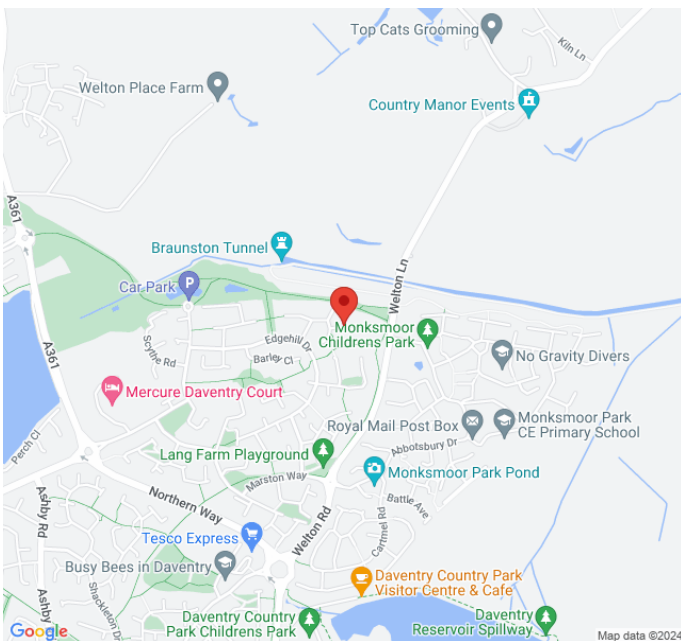 Top Cats Grooming
Kiln Ln
Welton Place Farm
Country Manor Events
A361
Braunston Tunnel
Welton Ln
Car Park
Monksmoor
Childrens Park
Edgehill Dr
Scythe Rd
Barley Cl
No Gravity Divers
A361
Mercure Daventry Court
Royal Mail Post Box
Monksmoor Park
CE Primary School
Perch Cl
Abbotsbury Dr
Lang Farm Playground
Monksmoor Park Pond
Marston Way
Northern Way
Battle Ave
Ashby Rd
Welton Rd
Cartmel Rd
Tesco Express
Busy Bees in Daventry
Daventry Country Park
Visitor Centre & Cafe
Shackleton Dr
Ashby
Daventry Country
Park Childrens Park
Daventry
Reservoir Spillway
Google
Map data ©2024